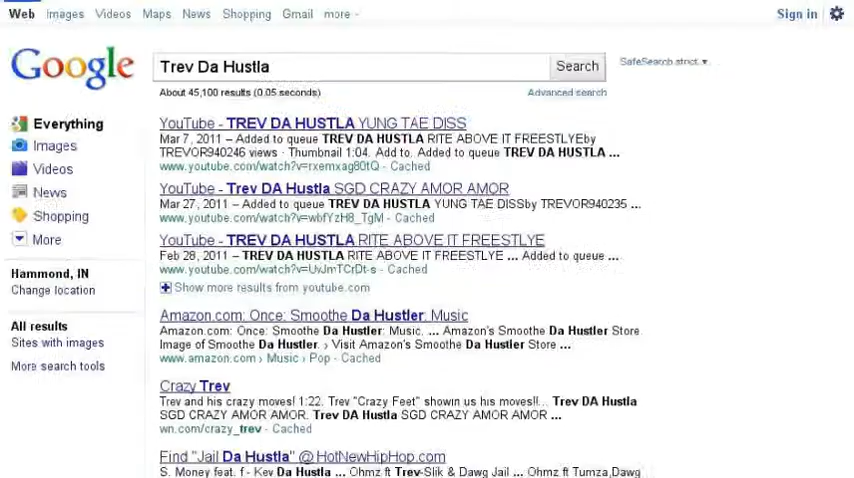 Web Images Videos Maps News Shopping Gmail more Sign in
Google Trev Da Hustla Search SafeSearch strict ▼
About 45,100 results (0.05 seconds) Advanced search
Everything
Images
Videos
News
Shopping
More
Hammond, IN
Change location
All results
Sites with images
More search tools
YouTube - TREV DA HUSTLA YUNG TAE DISS
Mar 7, 2011 – Added to queue TREV DA HUSTLA RITE ABOVE IT FREESTLYEby
TREVOR940246 views · Thumbnail 1:04. Add to. Added to queue TREV DA HUSTLA ...
www.youtube.com/watch?v=rxemxag80tQ - Cached
YouTube - Trev DA Hustla SGD CRAZY AMOR AMOR
Mar 27, 2011 – Added to queue TREV DA HUSTLA YUNG TAE DISSby TREVOR940235 ...
www.youtube.com/watch?v=wbfYzH8_TgM - Cached
YouTube - TREV DA HUSTLA RITE ABOVE IT FREESTLYE
Feb 28, 2011 – TREV DA HUSTLA RITE ABOVE IT FREESTLYE ... Added to queue ...
www.youtube.com/watch?v=UvJmTCrDt-s - Cached
Show more results from youtube.com
Amazon.com: Once: Smoothe Da Hustler: Music
Amazon.com: Once: Smoothe Da Hustler: Music. ... Amazon's Smoothe Da Hustler Store.
Image of Smoothe Da Hustler. › Visit Amazon's Smoothe Da Hustler Store ...
www.amazon.com › Music › Pop - Cached
Crazy Trev
Trev and his crazy moves! 1:22. Trev "Crazy Feet" showin us his moves!!.. Trev DA Hustla
SGD CRAZY AMOR AMOR. Trev DA Hustla SGD CRAZY AMOR AMOR ...
wn.com/crazy_trev - Cached
Find "Jail Da Hustla" @ HotNewHipHop.com
S. Money feat. f - Kev Da Hustla ... Ohmz ft Trev-Slik & Dawg Jail ... Ohmz ft Tumza,Dawg